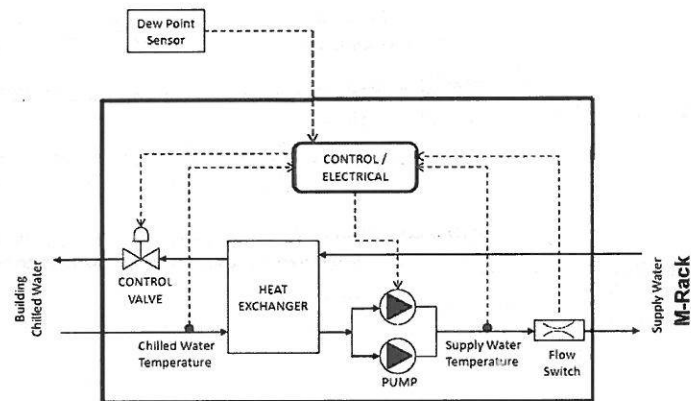 Dew Point
Sensor
CONTROL /
ELECTRICAL
CONTROL
VALVE
HEAT
EXCHANGER
Building
Chilled Water
Chilled Water
Temperature
PUMP
Supply Water
Temperature
Flow
Switch
Supply Water
M-Rack